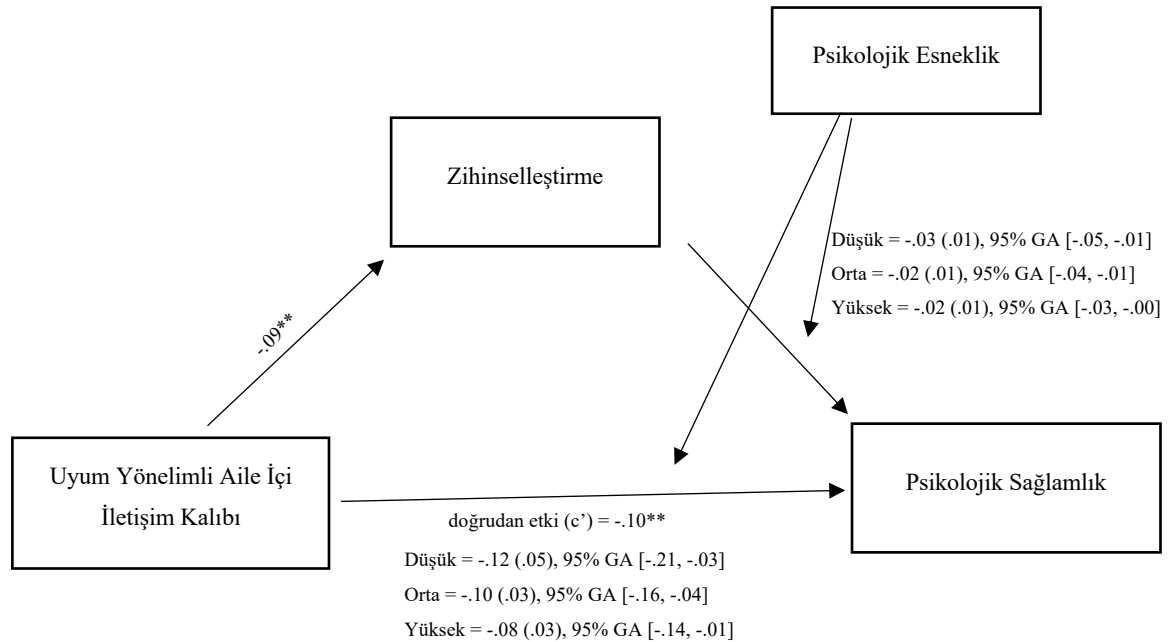 Psikolojik Esneklik
Zihinselleştirme
Düşük = -.03 (.01), 95% GA [-.05, -.01]
Orta = -.02 (.01), 95% GA [-.04, -.01]
Yüksek = -.02 (.01), 95% GA [-.03, -.00]
-.09**
Uyum Yönelimli Aile İçi
İletişim Kalıbı
Psikolojik Sağlamlık
doğrudan etki (c’) = -.10**
Düşük = -.12 (.05), 95% GA [-.21, -.03]
Orta = -.10 (.03), 95% GA [-.16, -.04]
Yüksek = -.08 (.03), 95% GA [-.14, -.01]